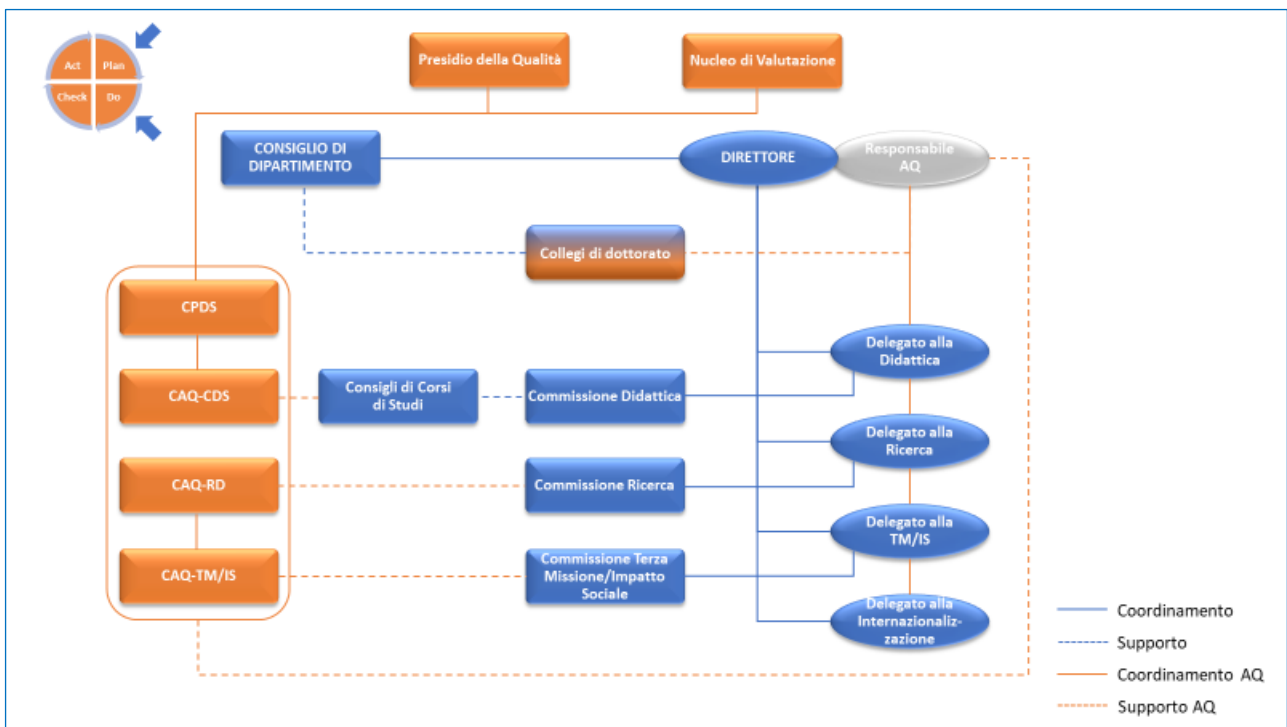 Act
Plan
Check
Do
Presidio della Qualità
Nucleo di Valutazione
CONSIGLIO DI
DIPARTIMENTO
DIRETTORE
Responsabile
AQ
Collegi di dottorato
CPDS
Delegato alla
Didattica
CAQ-CDS
Consigli di Corsi
di Studi
Commissione Didattica
Delegato alla
Ricerca
CAQ-RD
Commissione Ricerca
Delegato alla
TM/IS
CAQ-TM/IS
Commissione Terza
Missione/Impatto
Sociale
Delegato alla
Internazionaliz-
zazione
Coordinamento
Supporto
Coordinamento AQ
Supporto AQ